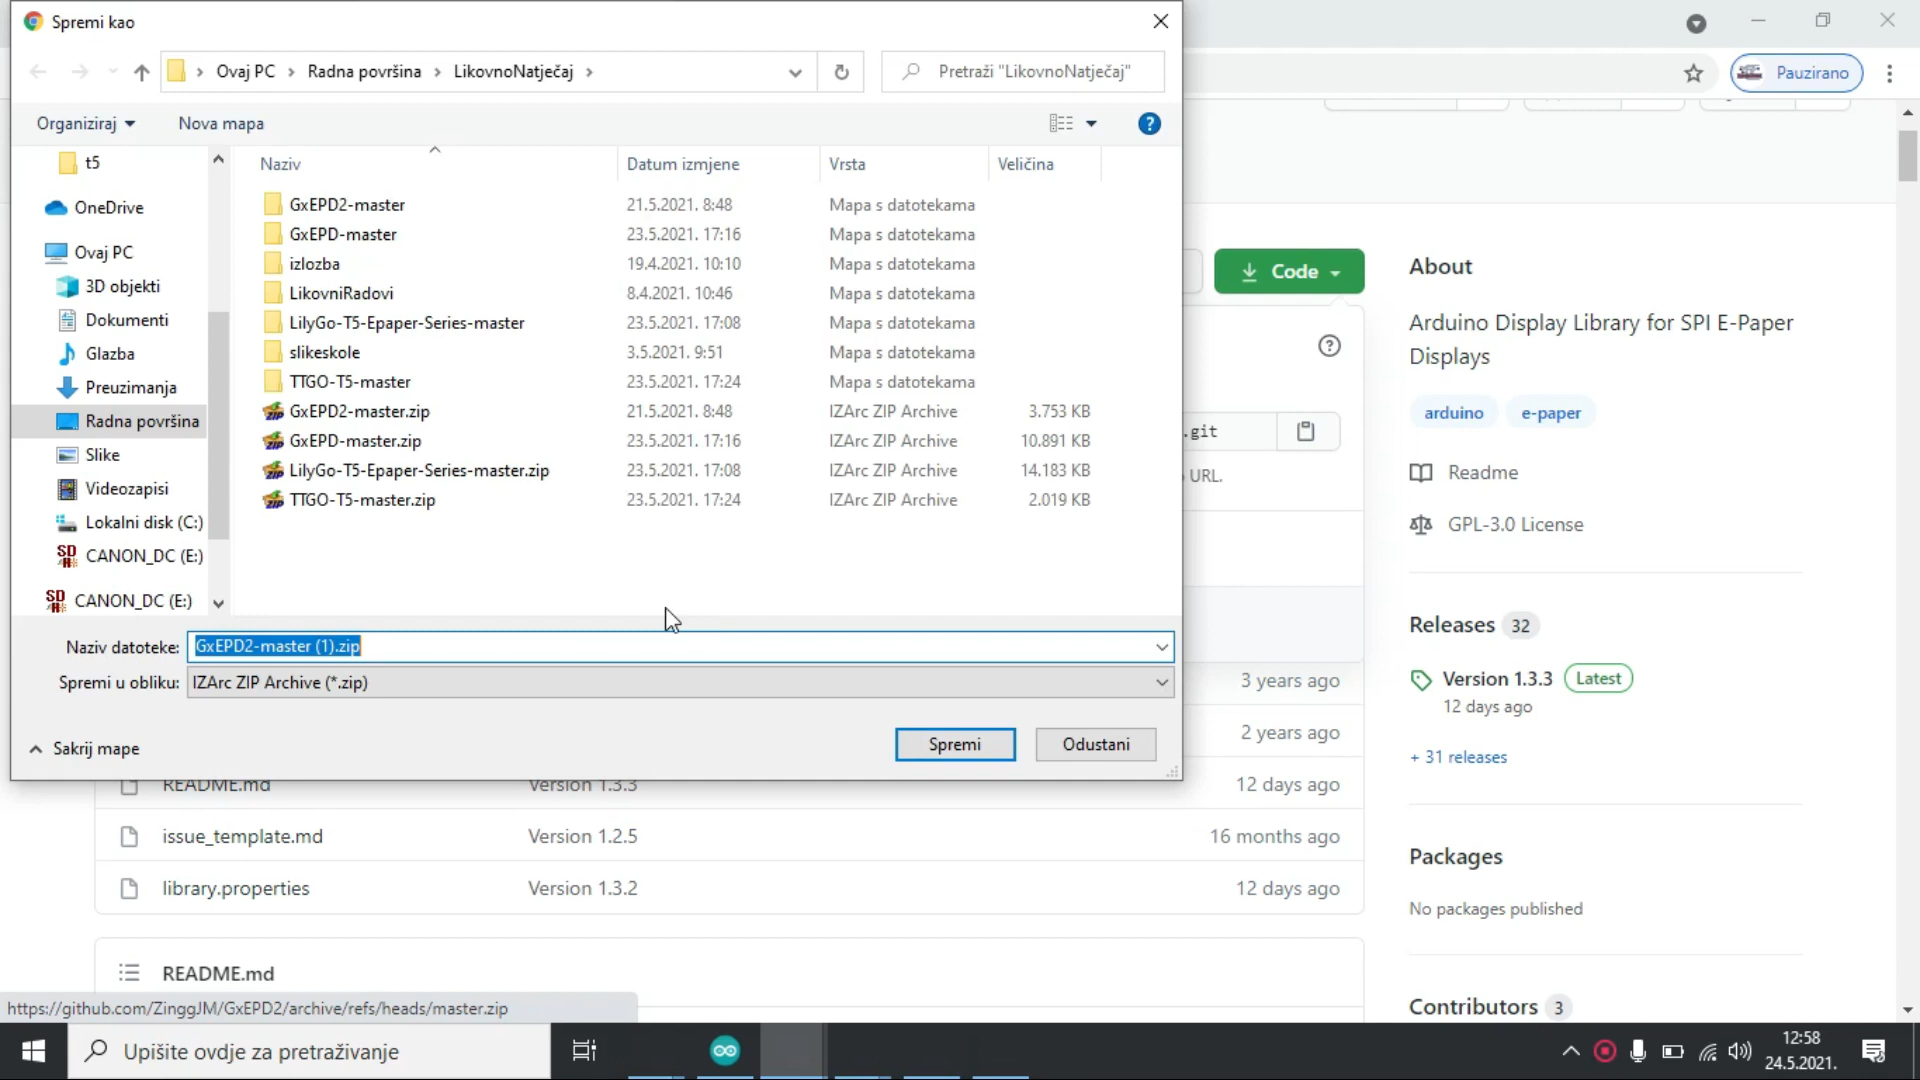 Spremi kao
Pauzirano
Ovaj PC
Radna površina
LikovnoNatječaj
Pretraži "LikovnoNatječaj"
Organiziraj
Nova mapa
t5
OneDrive
Ovaj PC
3D objekti
Dokumenti
Glazba
Preuzimanja
Radna površina
Slike
Videozapisi
Lokalni disk (C:)
CANON_DC (E:)
CANON_DC (E:)
Naziv Datum izmjene Vrsta Veličina
GxEPD2-master 21.5.2021. 8:48 Mapa s datotekama
GxEPD-master 23.5.2021. 17:16 Mapa s datotekama
izlozba 19.4.2021. 10:10 Mapa s datotekama
LikovniRadovi 8.4.2021. 10:46 Mapa s datotekama
LilyGo-T5-Epaper-Series-master 23.5.2021. 17:08 Mapa s datotekama
slikeskole 3.5.2021. 9:51 Mapa s datotekama
TTGO-T5-master 23.5.2021. 17:24 Mapa s datotekama
GxEPD2-master.zip 21.5.2021. 8:48 IZArc ZIP Archive 3.753 KB
GxEPD-master.zip 23.5.2021. 17:16 IZArc ZIP Archive 10.891 KB
LilyGo-T5-Epaper-Series-master.zip 23.5.2021. 17:08 IZArc ZIP Archive 14.183 KB
TTGO-T5-master.zip 23.5.2021. 17:24 IZArc ZIP Archive 2.019 KB
Naziv datoteke: GxEPD2-master (1).zip
Spremi u obliku: IZArc ZIP Archive (*.zip)
Sakrij mape
Spremi
Odustani
Code
.git
URL.
3 years ago
2 years ago
README.md Version 1.3.3 12 days ago
issue_template.md Version 1.2.5 16 months ago
library.properties Version 1.3.2 12 days ago
README.md
About
Arduino Display Library for SPI E-Paper
Displays
arduino
e-paper
Readme
GPL-3.0 License
Releases 32
Version 1.3.3 Latest
12 days ago
+ 31 releases
Packages
No packages published
Contributors 3
https://github.com/ZinggJM/GxEPD2/archive/refs/heads/master.zip
Upišite ovdje za pretraživanje
12:58
24.5.2021.